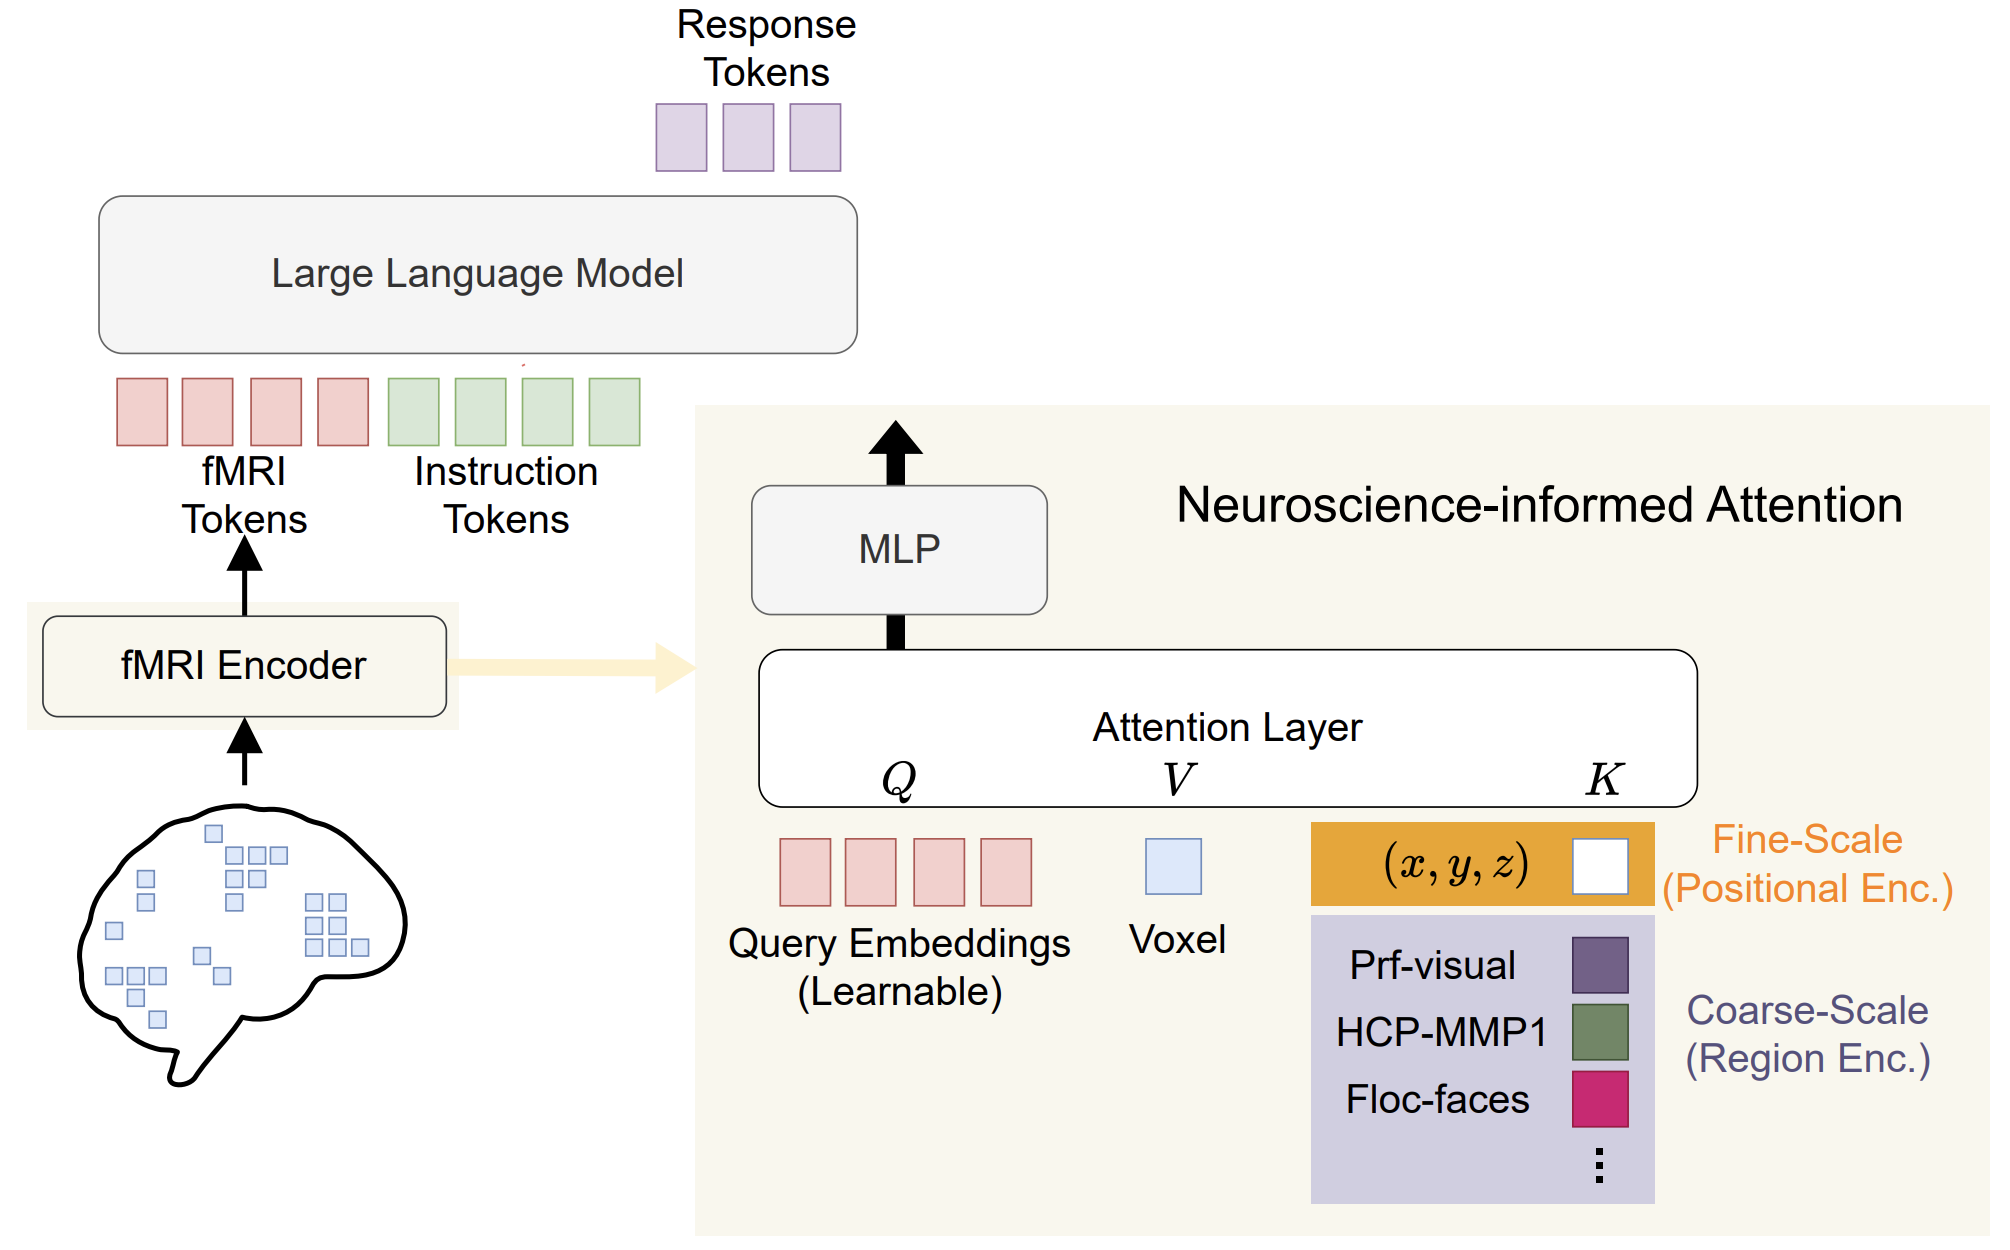 Response
Tokens
Large Language Model
fMRI
Tokens
Instruction
Tokens
fMRI Encoder
Neuroscience-informed Attention
MLP
Attention Layer
Q V K
Query Embeddings
(Learnable)
Voxel
(x, y, z)
Fine-Scale
(Positional Enc.)
Prf-visual
HCP-MMP1
Floc-faces
⋮
Coarse-Scale
(Region Enc.)